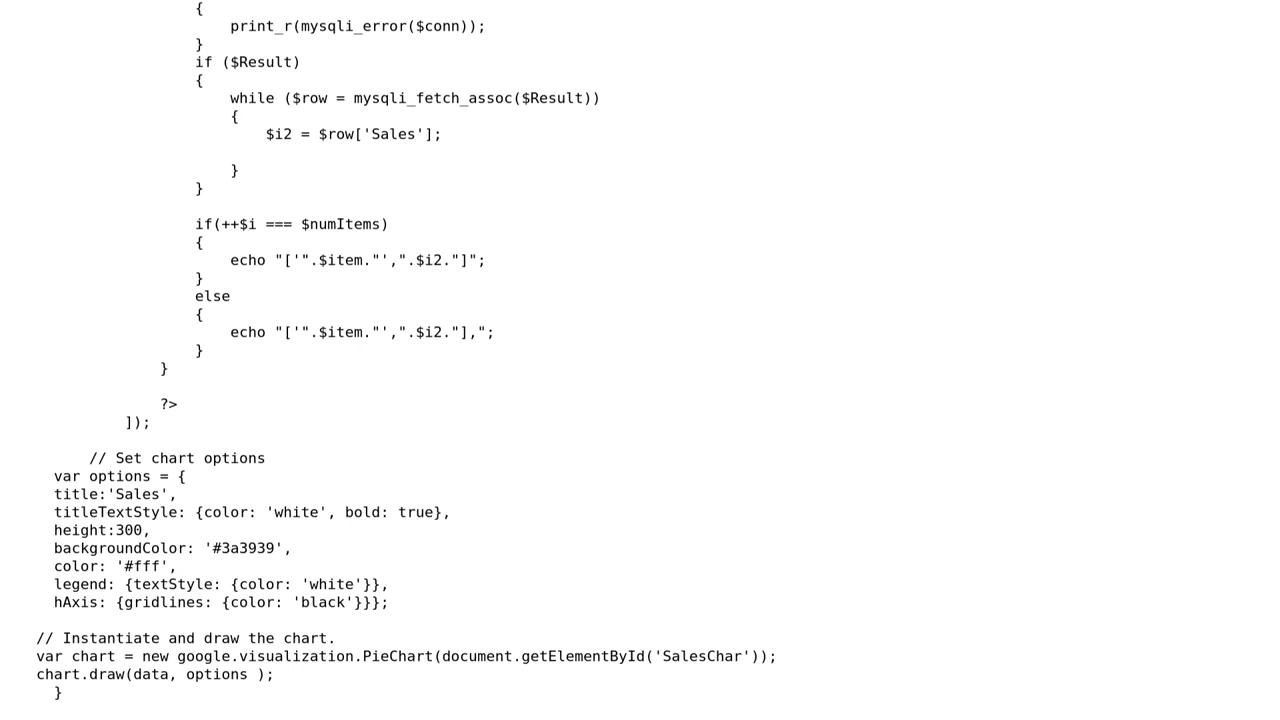 {
print_r(mysqli_error($conn));
}
if ($Result)
{
while ($row = mysqli_fetch_assoc($Result))
{
$i2 = $row['Sales'];
}
}
if(++$i === $numItems)
{
echo "['".$item."',".$i2."]";
}
else
{
echo "['".$item."',".$i2."],";
}
}
?>
]);
// Set chart options
var options = {
title:'Sales',
titleTextStyle: {color: 'white', bold: true},
height:300,
backgroundColor: '#3a3939',
color: '#fff',
legend: {textStyle: {color: 'white'}},
hAxis: {gridlines: {color: 'black'}}};
// Instantiate and draw the chart.
var chart = new google.visualization.PieChart(document.getElementById('SalesChar'));
chart.draw(data, options );
}